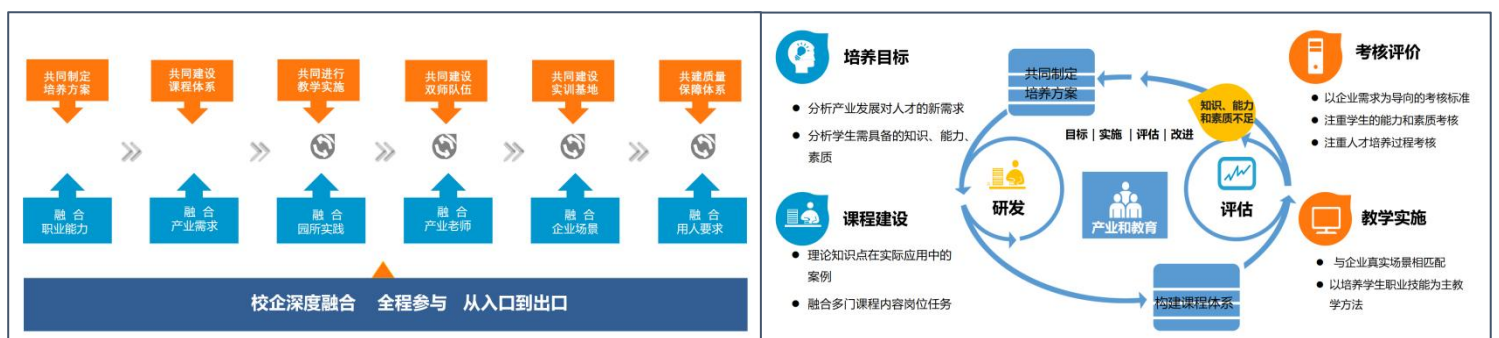 共同制定
培养方案
共同建设
课程体系
共同进行
教学实施
共同建设
双师队伍
共同建设
实训基地
共建质量
保障体系
融 合
职业能力
融 合
产业需求
融 合
园所实践
融 合
产业老师
融 合
企业场景
融 合
用人要求
校企深度融合 全程参与 从入口到出口
培养目标
● 分析产业发展对人才的新需求
● 分析学生需具备的知识、能力、
素质
课程建设
● 理论知识点在实际应用中的
案例
● 融合多门课程内容岗位任务
共同制定
培养方案
知识、能力
和素质不足
目标 | 实施 | 评估 | 改进
研发
产业和教育
评估
构建课程体系
考核评价
● 以企业需求为导向的考核标准
● 注重学生的能力和素质考核
● 注重人才培养过程考核
教学实施
● 与企业真实场景相匹配
● 以培养学生职业技能为主教
学方法